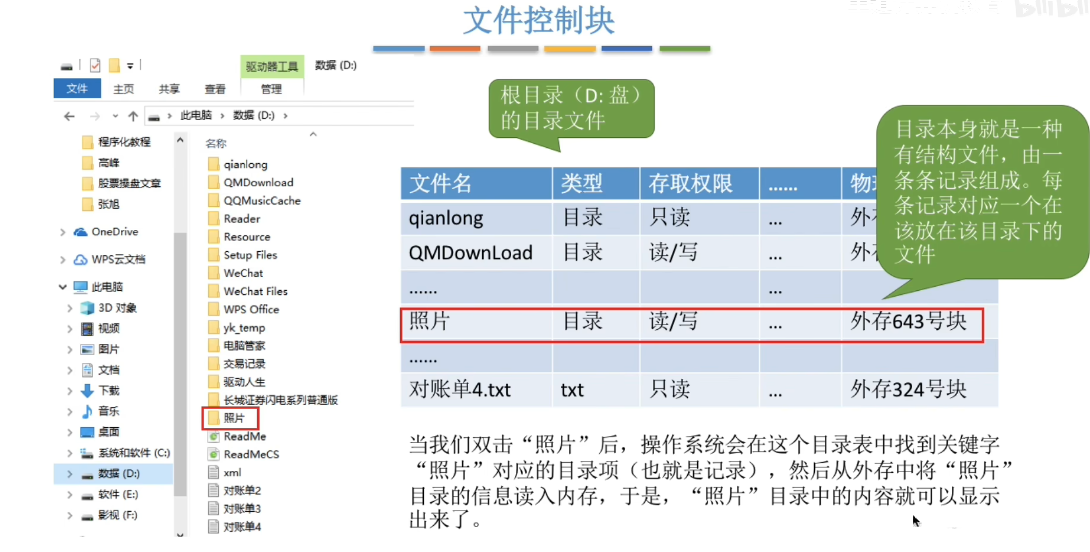 文件控制块
bilibili
驱动器工具 数据 (D:)
文件 主页 共享 查看 管理
此电脑 › 数据 (D:) ›
程序化教程
高峰
股票操盘文章
张旭
OneDrive
WPS云文档
此电脑
3D 对象
视频
图片
文档
下载
音乐
桌面
系统和软件 (C:)
数据 (D:)
软件 (E:)
影视 (F:)
名称
qianlong
QMDownload
QQMusicCache
Reader
Resource
Setup Files
WeChat
WeChat Files
WPS Office
yk_temp
电脑管家
交易记录
驱动人生
长城证券闪电系列普通版
照片
ReadMe
ReadMeCS
xml
对账单2
对账单3
对账单4
根目录（D: 盘）
的目录文件
目录本身就是一种
有结构文件，由一
条条记录组成。每
条记录对应一个在
该放在该目录下的
文件
文件名 类型 存取权限 ...... 物
qianlong 目录 只读 ... 外
QMDownLoad 目录 读/写 ... 外
...... ...
照片 目录 读/写 ... 外存643号块
...... ...
对账单4.txt txt 只读 ... 外存324号块
当我们双击“照片”后，操作系统会在这个目录表中找到关键字
“照片”对应的目录项（也就是记录），然后从外存中将“照片”
目录的信息读入内存，于是，“照片”目录中的内容就可以显示
出来了。